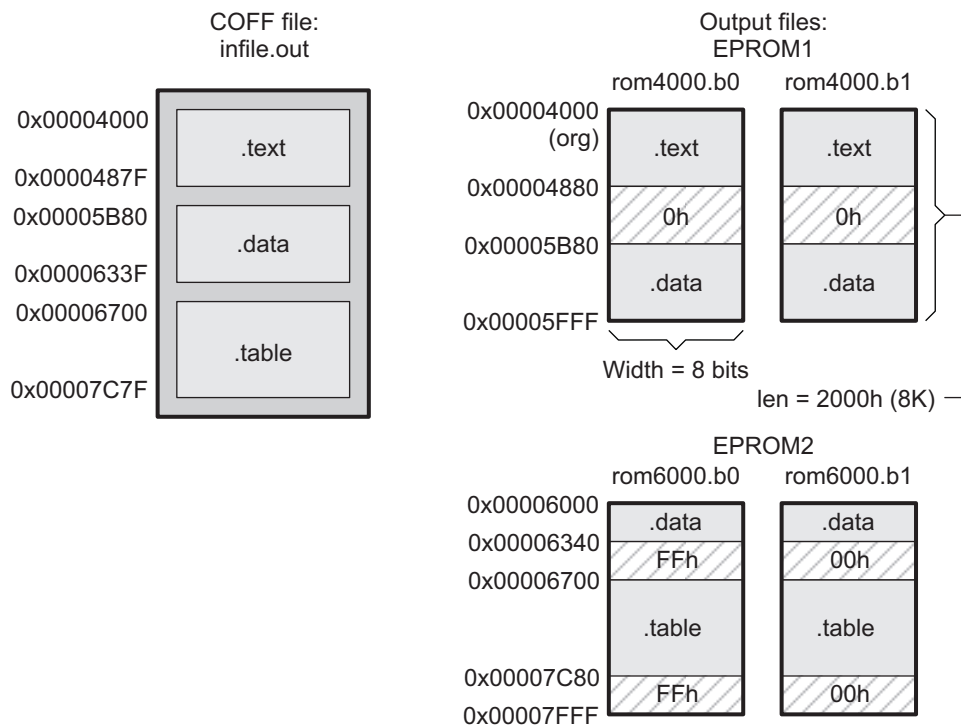 COFF file:
infile.out
0x00004000
.text
0x0000487F
0x00005B80
.data
0x0000633F
0x00006700
.table
0x00007C7F
Output files:
EPROM1
rom4000.b0 rom4000.b1
0x00004000
(org)
.text .text
0x00004880
0h 0h
0x00005B80
.data .data
0x00005FFF
Width = 8 bits
len = 2000h (8K)
EPROM2
rom6000.b0 rom6000.b1
0x00006000
.data .data
0x00006340
FFh 00h
0x00006700
.table .table
0x00007C80
FFh 00h
0x00007FFF